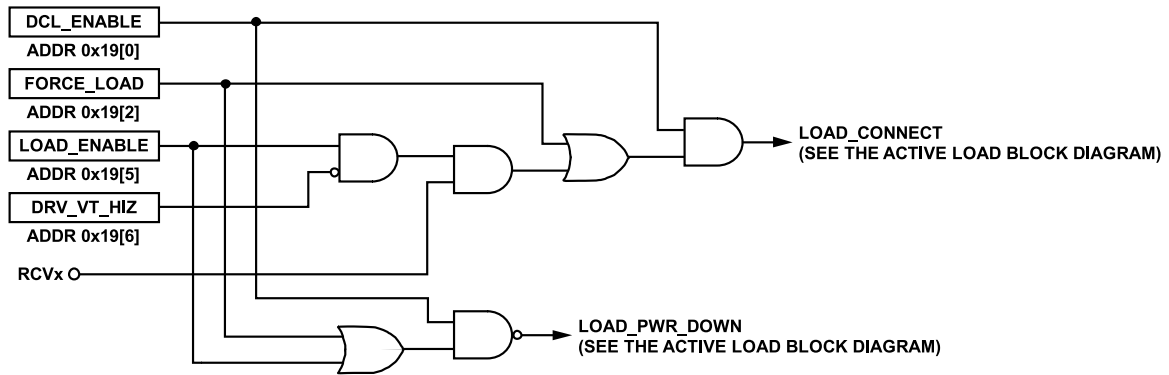 DCL_ENABLE
ADDR 0x19[0]
FORCE_LOAD
ADDR 0x19[2]
LOAD_ENABLE
ADDR 0x19[5]
DRV_VT_HIZ
ADDR 0x19[6]
RCVx
LOAD_CONNECT
(SEE THE ACTIVE LOAD BLOCK DIAGRAM)
LOAD_PWR_DOWN
(SEE THE ACTIVE LOAD BLOCK DIAGRAM)